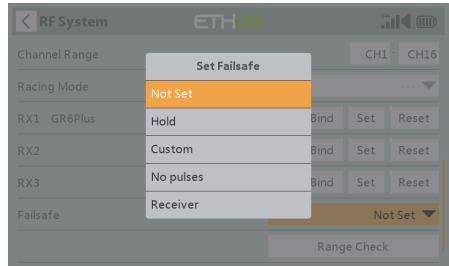 RF System ETHOS
Channel Range CH1 - CH16
Set Failsafe
Racing Mode ---
Not Set
RX1 GR6Plus Bind Set Reset
Hold
RX2 Bind Set Reset
Custom
No pulses
RX3 Bind Set Reset
Receiver
Failsafe Not Set
Range Check